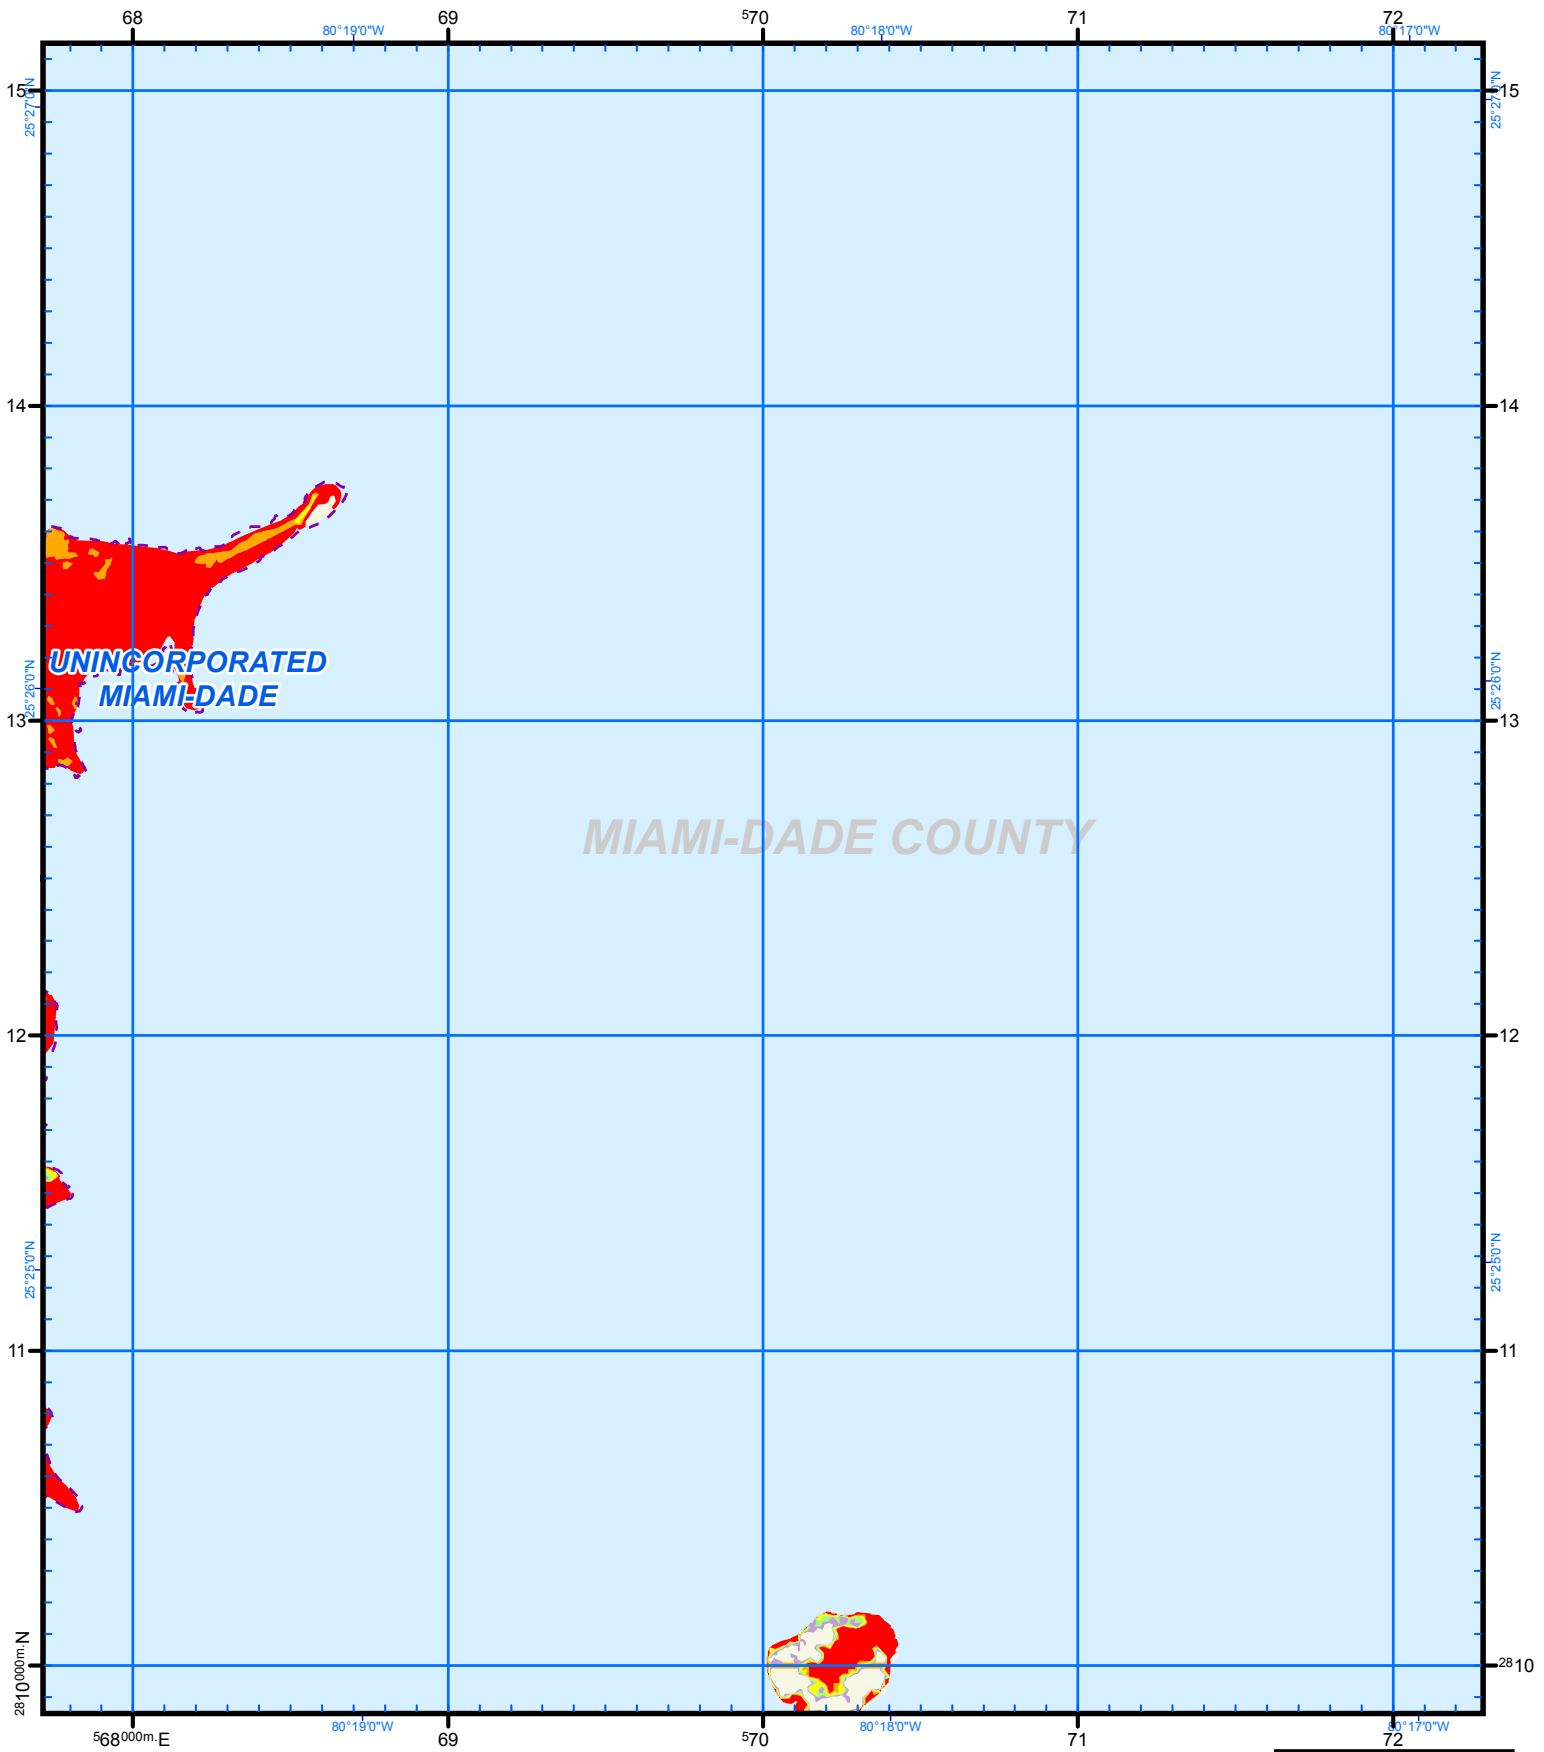 68 69 570 71 72
80°19'0"W 80°18'0"W 80°17'0"W
15 15
25°27'0"N 25°27'0"N
14 14
UNINCORPORATED
MIAMI-DADE
25°26'0"N 25°26'0"N
13 13
MIAMI-DADE COUNTY
12 12
25°25'0"N 25°25'0"N
11 11
2810000m.N 2810
80°19'0"W 80°18'0"W 80°17'0"W
568000m.E 69 570 71 72